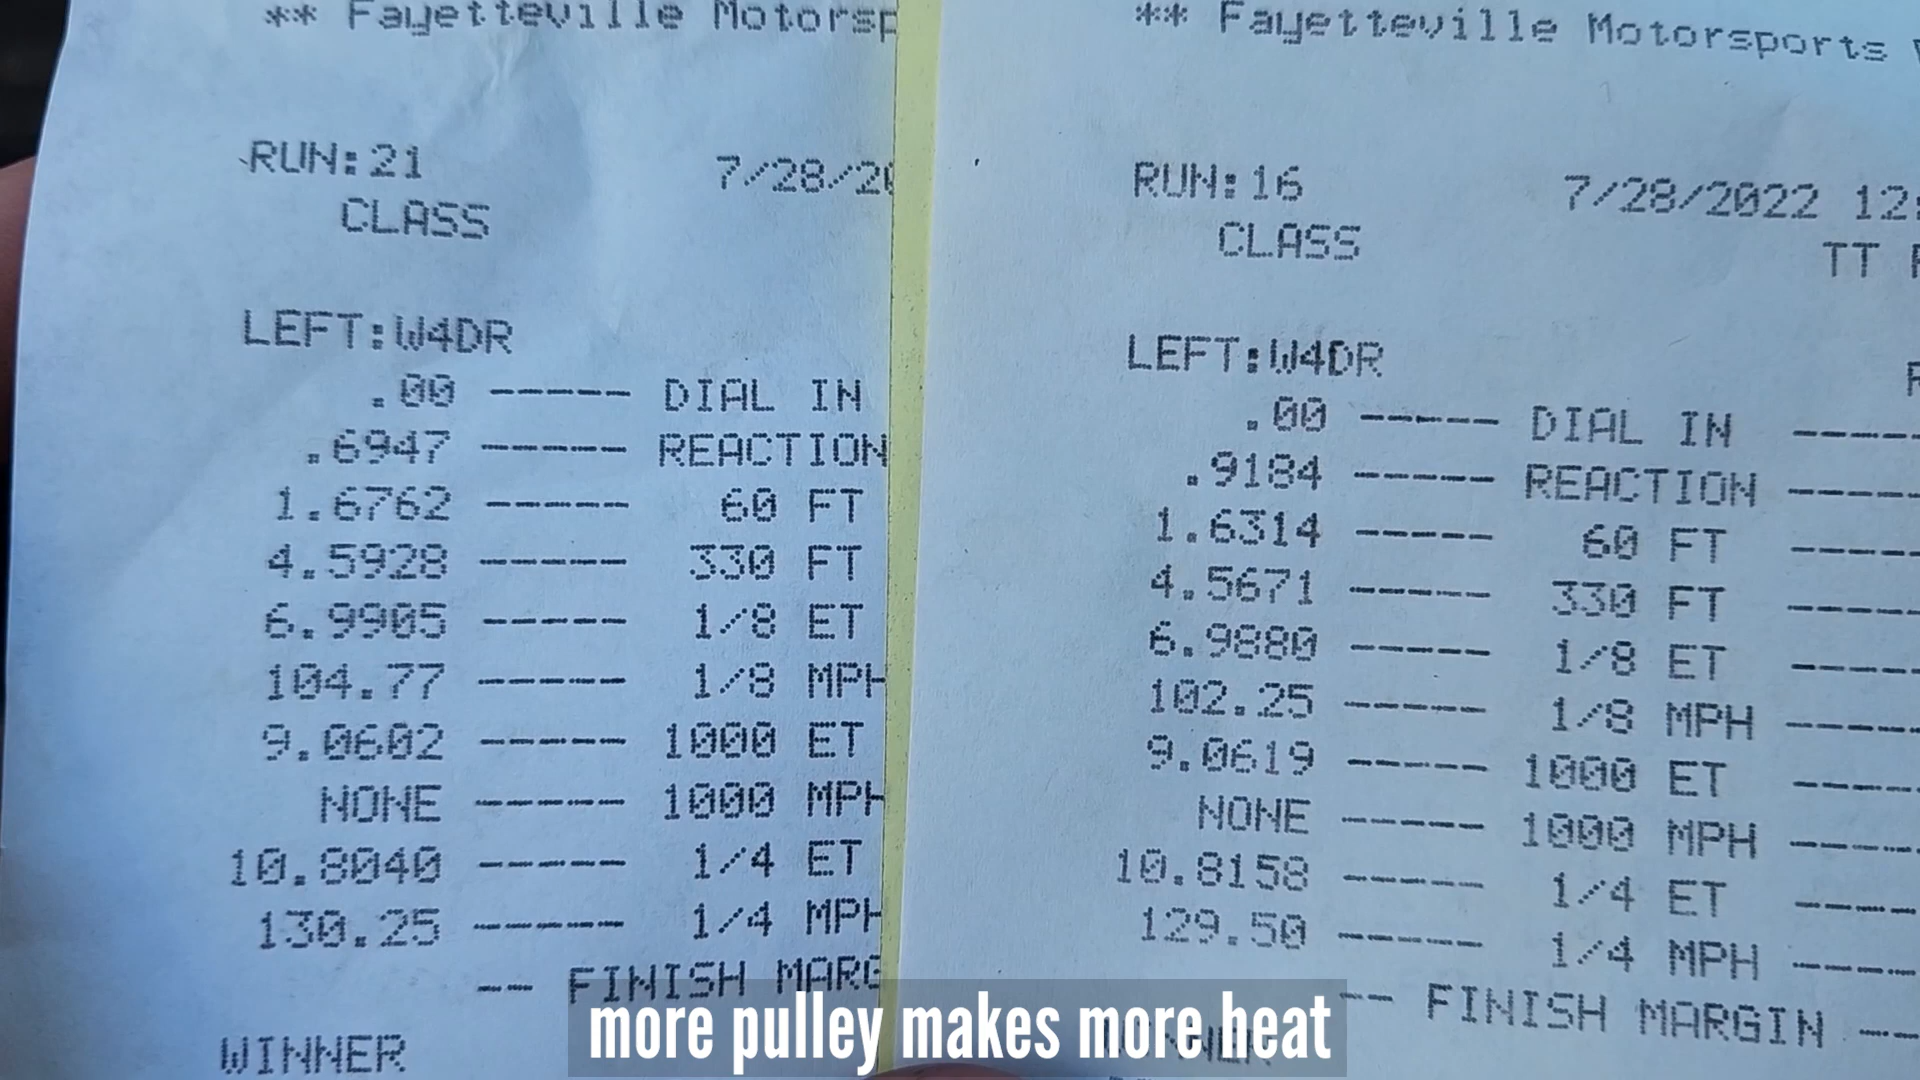 ** Fayetteville Motorsp
RUN:21 7/28/20
CLASS
LEFT:W4DR
.00 ----- DIAL IN
.6947 ----- REACTION
1.6762 ----- 60 FT
4.5928 ----- 330 FT
6.9905 ----- 1/8 ET
104.77 ----- 1/8 MPH
9.0602 ----- 1000 ET
NONE ----- 1000 MPH
10.8040 ----- 1/4 ET
130.25 ----- 1/4 MPH
-- FINISH MARG
WINNER
** Fayetteville Motorsports
RUN:16 7/28/2022 12:
CLASS TT
LEFT:W4DR
.00 ----- DIAL IN -----
.9184 ----- REACTION -----
1.6314 ----- 60 FT -----
4.5671 ----- 330 FT -----
6.9880 ----- 1/8 ET -----
102.25 ----- 1/8 MPH -----
9.0619 ----- 1000 ET -----
NONE ----- 1000 MPH -----
10.8158 ----- 1/4 ET -----
129.50 ----- 1/4 MPH -----
-- FINISH MARGIN --
more pulley makes more heat